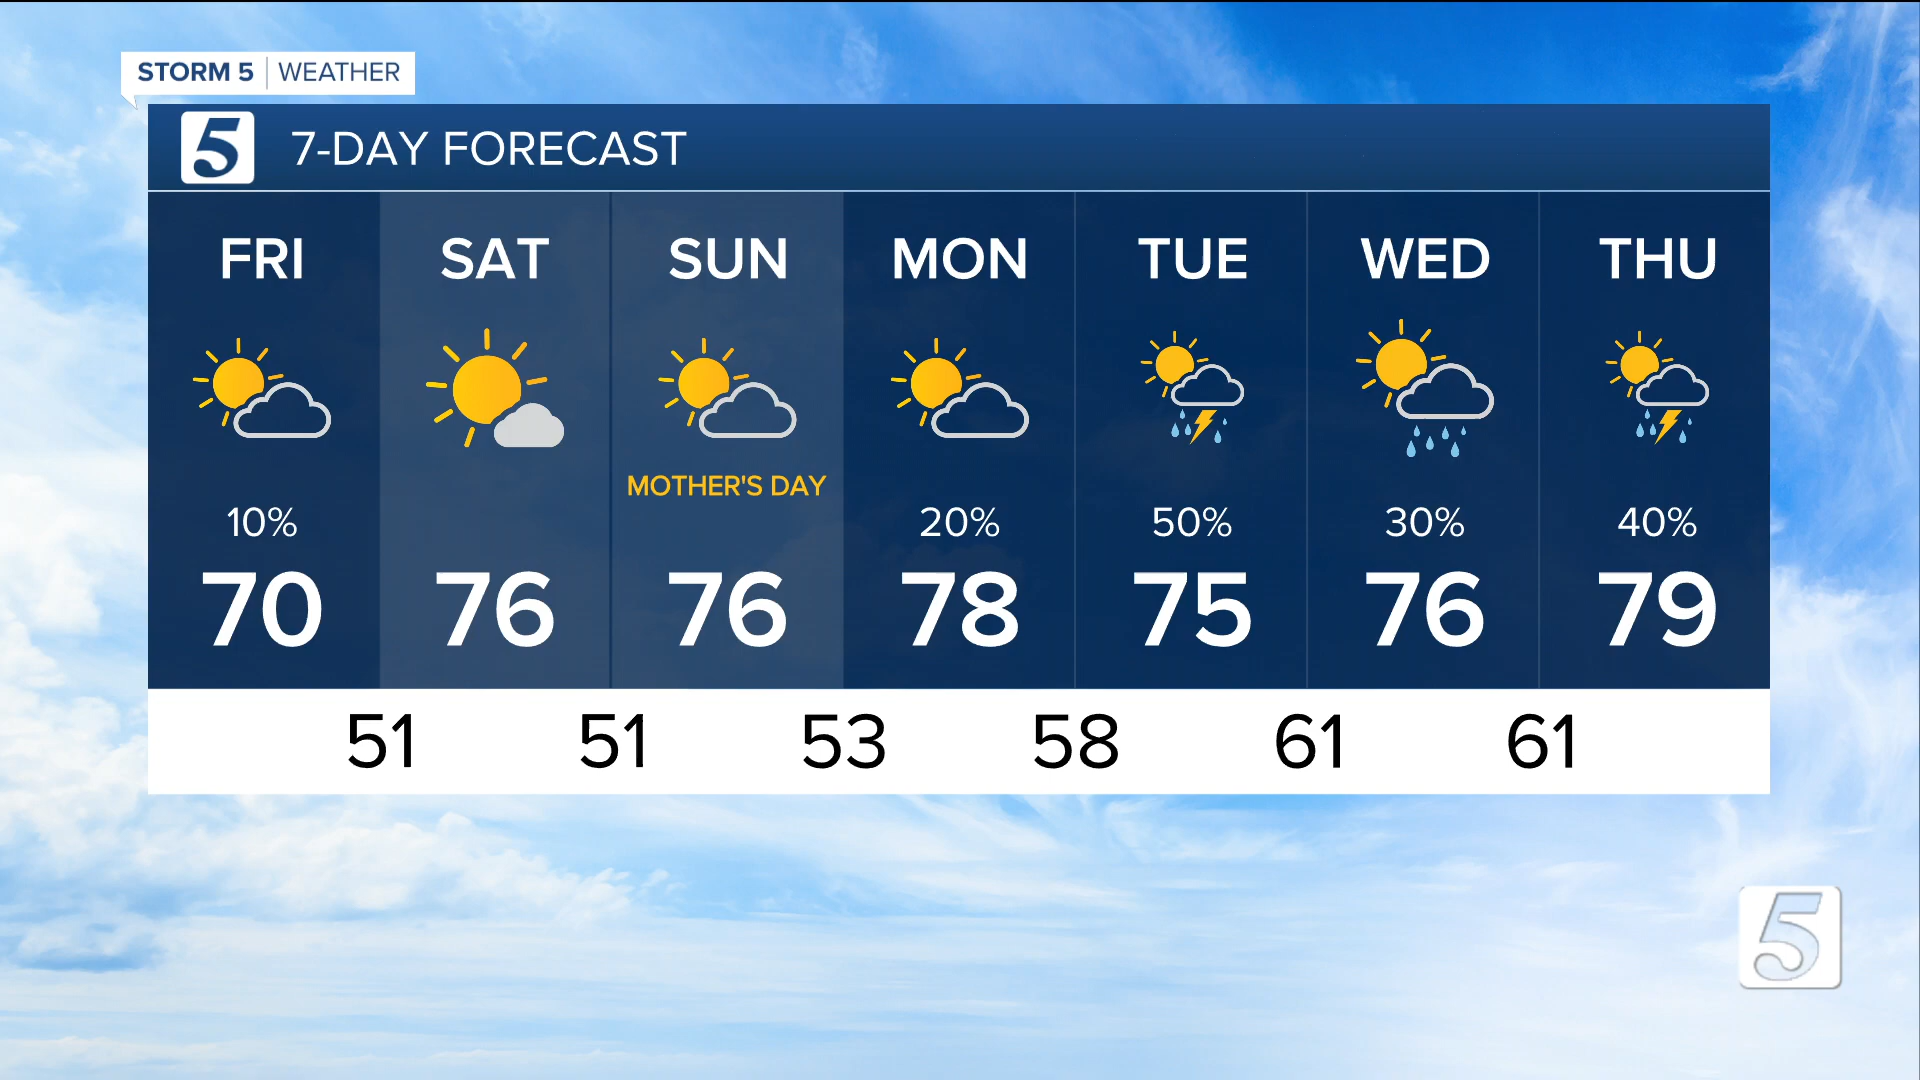 STORM 5 WEATHER
5 7-DAY FORECAST
FRI SAT SUN MON TUE WED THU
MOTHER'S DAY
10% 20% 50% 30% 40%
70 76 76 78 75 76 79
51 51 53 58 61 61
5